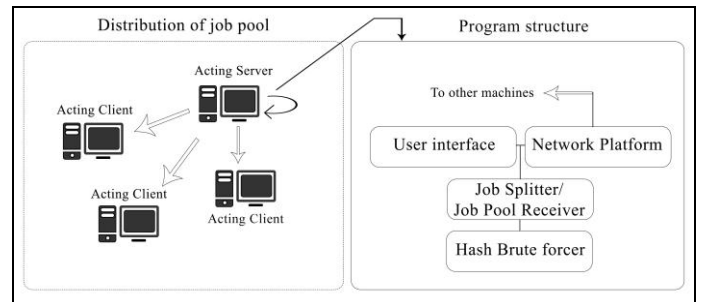 Distribution of job pool
Program structure
Acting Server
Acting Client
Acting Client
Acting Client
To other machines
User interface
Network Platform
Job Splitter/
Job Pool Receiver
Hash Brute forcer